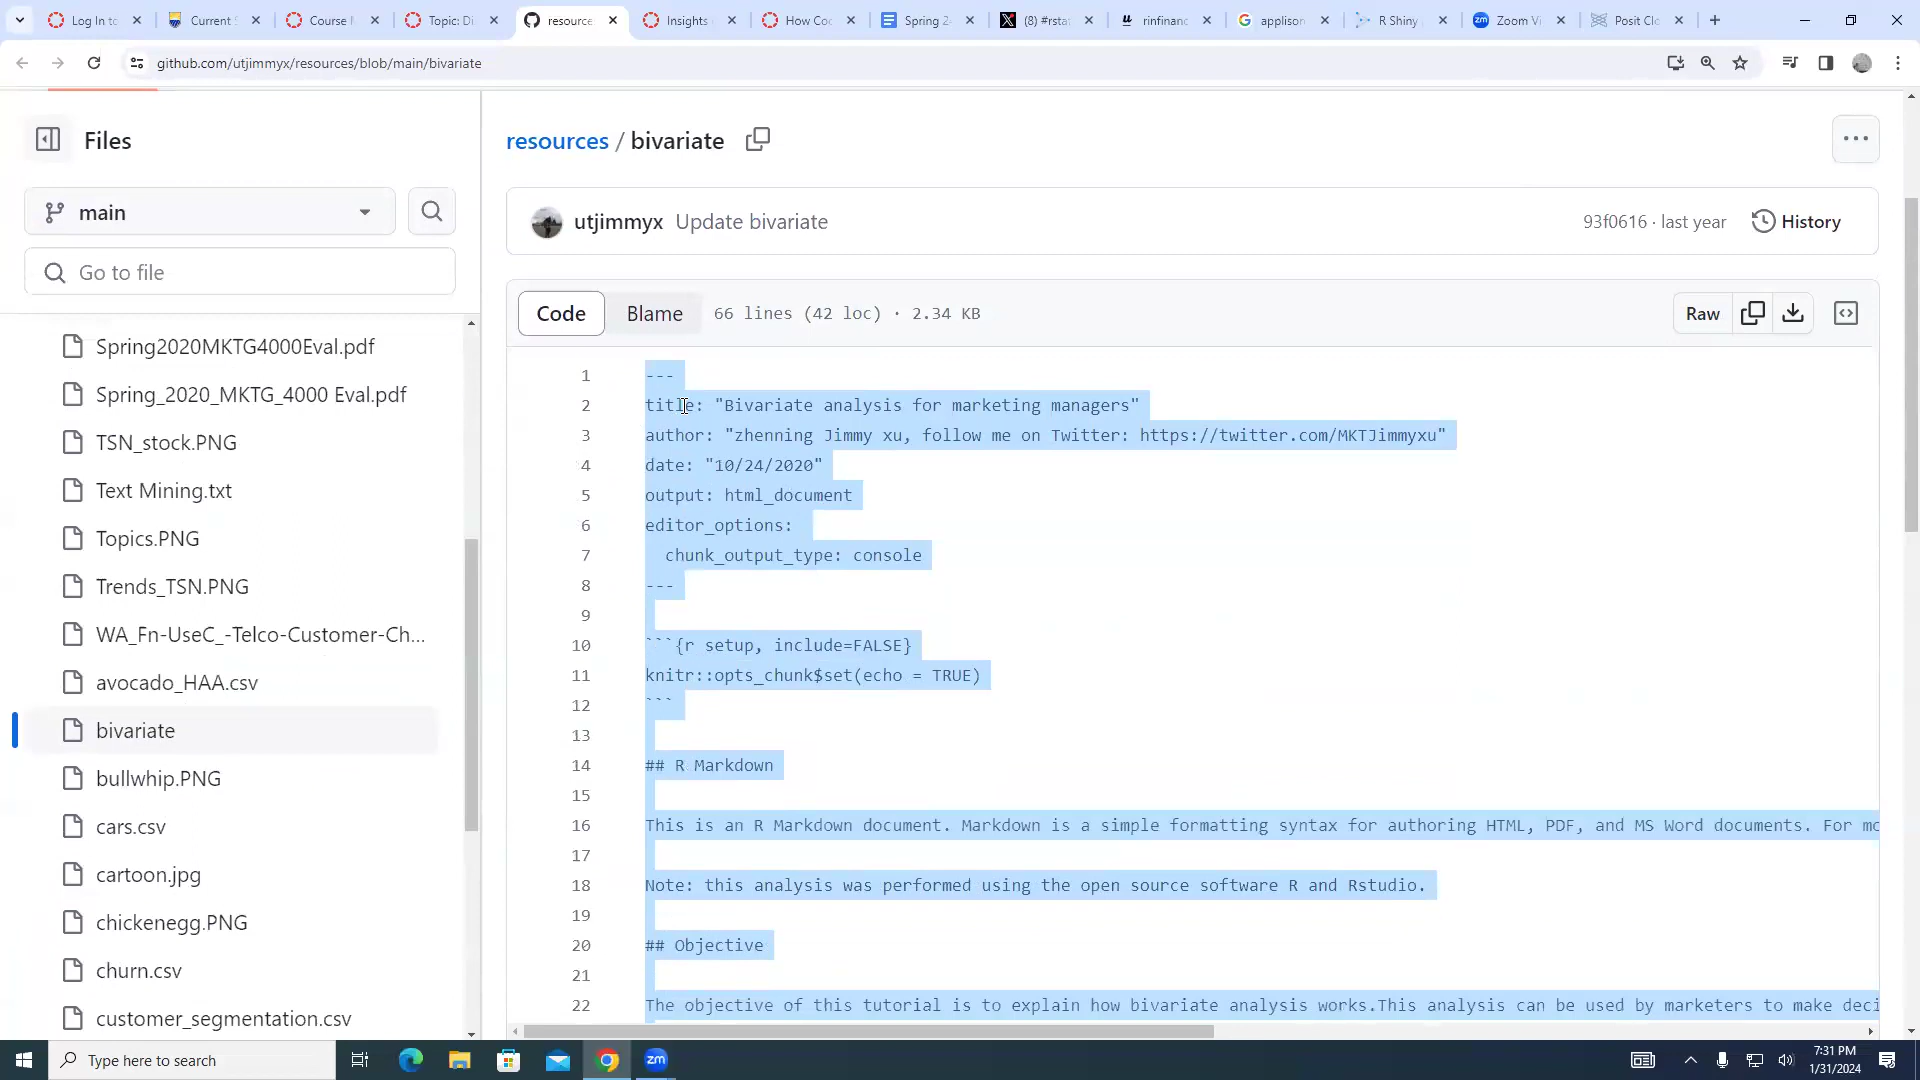 Log In to
Current S
Course M
Topic: Di
resource
Insights
How Coc
Spring 2
(8) #rsta
rinfinanc
applison
R Shiny
Zoom Vi
Posit Clo
github.com/utjimmyx/resources/blob/main/bivariate
Files
main
Go to file
Spring2020MKTG4000Eval.pdf
Spring_2020_MKTG_4000 Eval.pdf
TSN_stock.PNG
Text Mining.txt
Topics.PNG
Trends_TSN.PNG
WA_Fn-UseC_-Telco-Customer-Ch...
avocado_HAA.csv
bivariate
bullwhip.PNG
cars.csv
cartoon.jpg
chickenegg.PNG
churn.csv
customer_segmentation.csv
resources / bivariate
utjimmyx Update bivariate 93f0616 · last year History
Code Blame 66 lines (42 loc) · 2.34 KB Raw
1 ---
2 title: "Bivariate analysis for marketing managers"
3 author: "zhenning Jimmy xu, follow me on Twitter: https://twitter.com/MKTJimmyxu"
4 date: "10/24/2020"
5 output: html_document
6 editor_options:
7 chunk_output_type: console
8 ---
9
10 ```{r setup, include=FALSE}
11 knitr::opts_chunk$set(echo = TRUE)
12 ```
13
14 ## R Markdown
15
16 This is an R Markdown document. Markdown is a simple formatting syntax for authoring HTML, PDF, and MS Word documents. For mo
17
18 Note: this analysis was performed using the open source software R and Rstudio.
19
20 ## Objective
21
22 The objective of this tutorial is to explain how bivariate analysis works.This analysis can be used by marketers to make deci
Type here to search
zm
7:31 PM
1/31/2024